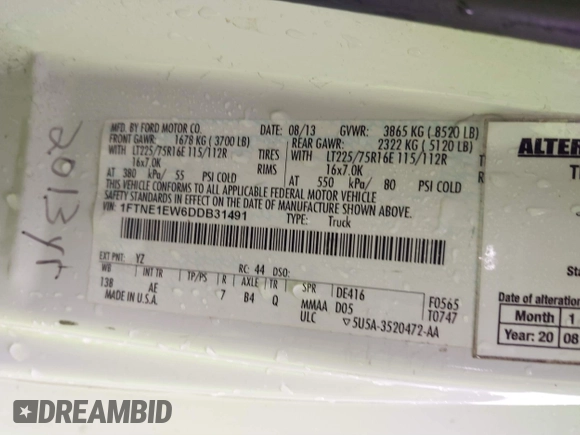 2013yr
MFD. BY FORD MOTOR CO.
DATE: 08/13
GVWR: 3865 KG ( 8520 LB)
FRONT GAWR: 1678 KG ( 3700 LB)
REAR GAWR: 2322 KG ( 5120 LB)
WITH LT225/75R16E 115/112R TIRES
WITH LT225/75R16E 115/112R
16x7.0K RIMS
16x7.0K
AT 380 kPa/ 55 PSI COLD
AT 550 kPa/ 80 PSI COLD
THIS VEHICLE CONFORMS TO ALL APPLICABLE FEDERAL MOTOR VEHICLE
SAFETY STANDARDS IN EFFECT ON THE DATE OF MANUFACTURE SHOWN ABOVE.
VIN: 1FTNE1EW6DDB31491
TYPE: Truck
EXT PNT: YZ RC: 44 DSO:
WB INT TR TP/PS R AXLE TR SPR
138 AE 7 B4 Q DE416
MADE IN U.S.A.
MMAA D05
ULC
F0565
T0747
▽5U5A-3520472-AA
ALTER
Sta
Date of alteration
Month 1
Year: 20 08
DREAMBID